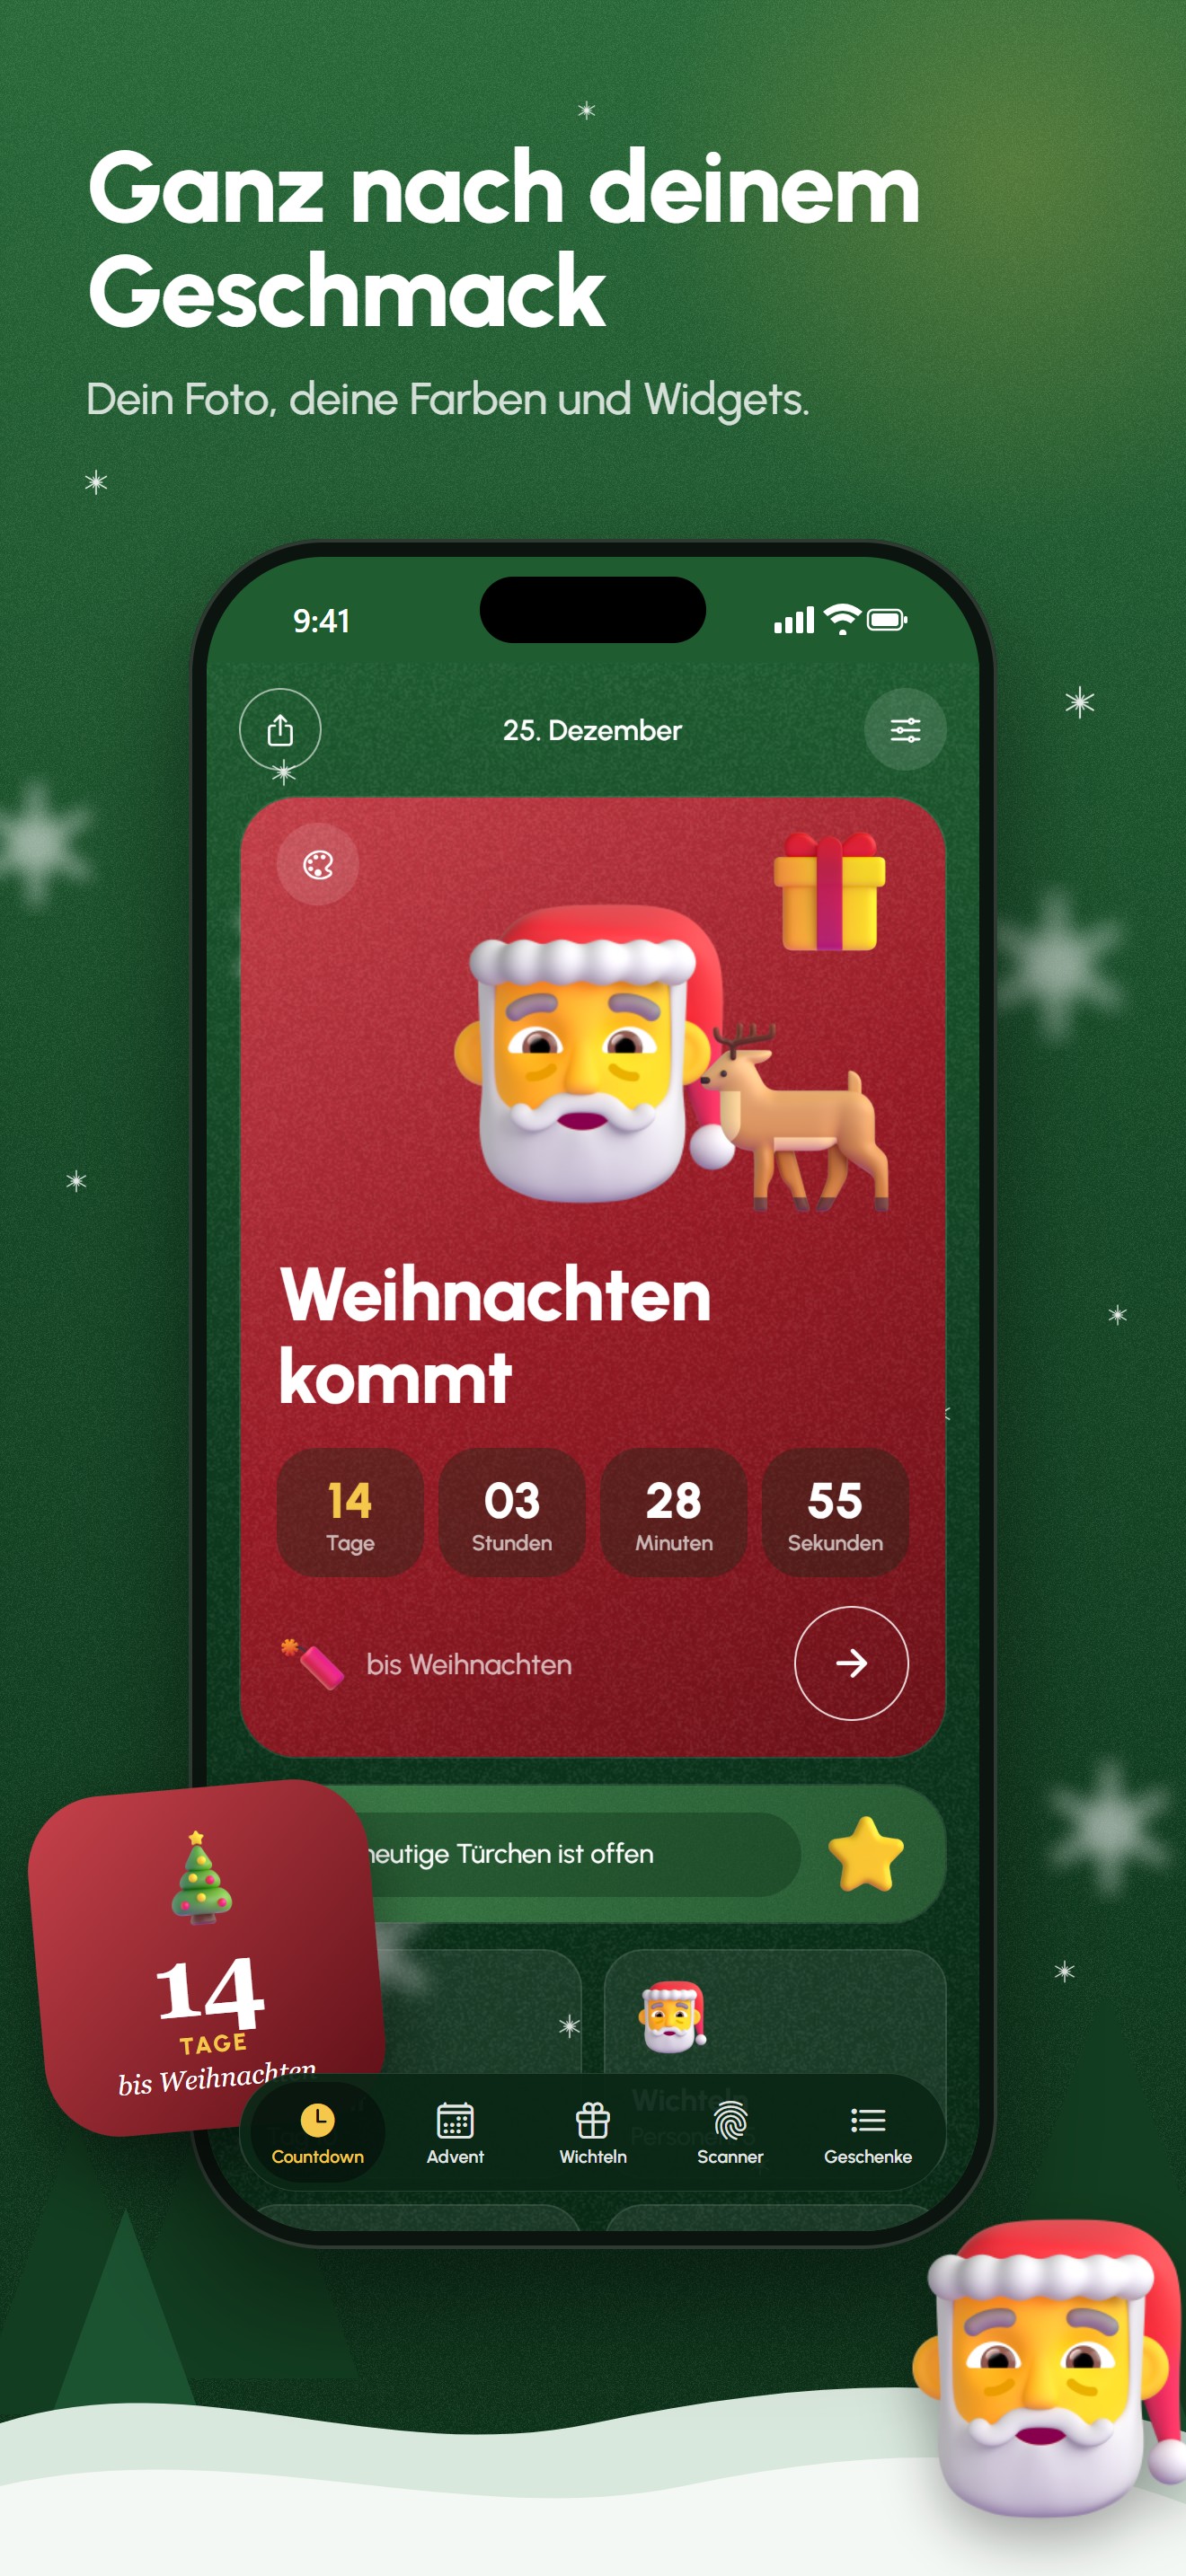 Ganz nach deinem
Geschmack
Dein Foto, deine Farben und Widgets.
9:41
25. Dezember
Weihnachten
kommt
14
Tage
03
Stunden
28
Minuten
55
Sekunden
bis Weihnachten
heutige Türchen ist offen
14
TAGE
bis Weihnachten
Wichteln
Countdown
Advent
Wichteln
Scanner
Geschenke